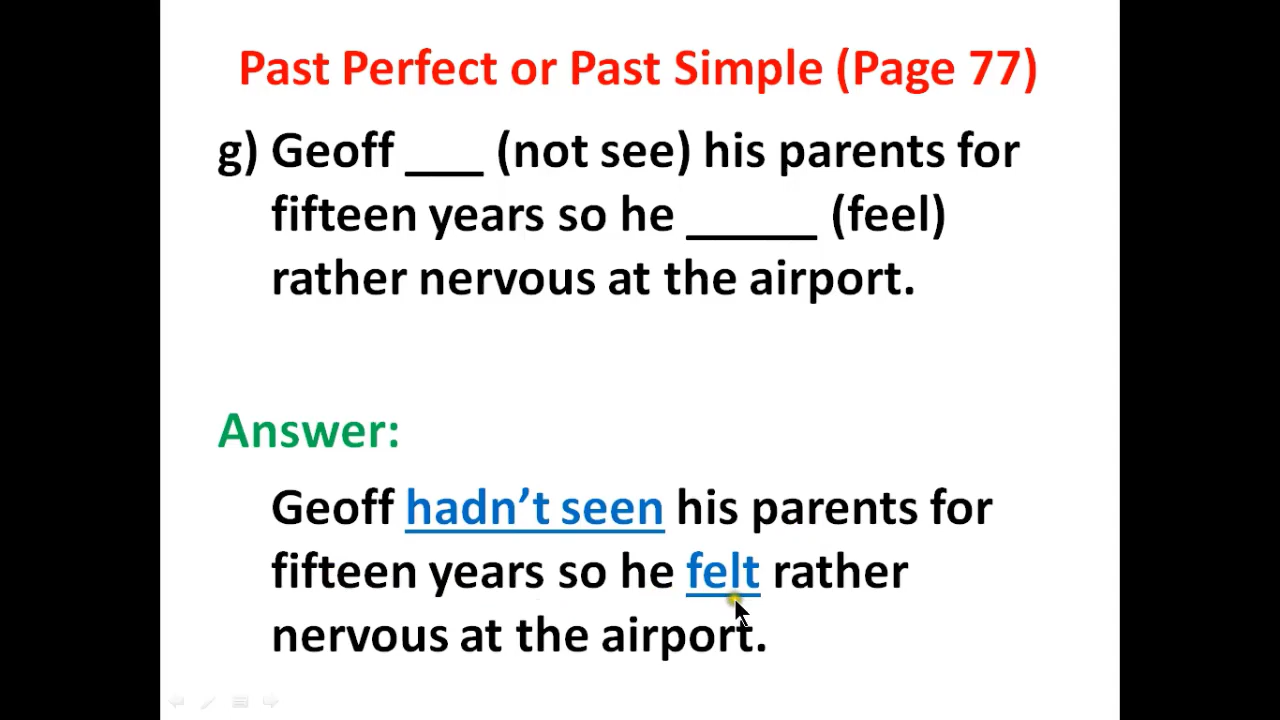 Past Perfect or Past Simple (Page 77)
g) Geoff ___ (not see) his parents for
fifteen years so he _____ (feel)
rather nervous at the airport.
Answer:
Geoff hadn’t seen his parents for
fifteen years so he felt rather
nervous at the airport.